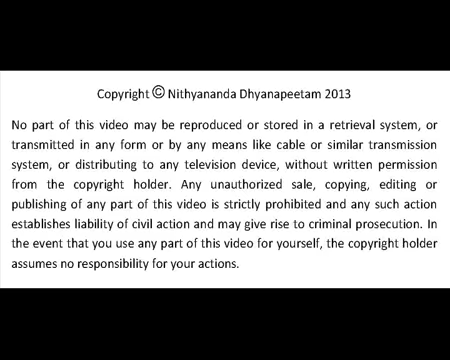 Copyright © Nithyananda Dhyanapeetam 2013
No part of this video may be reproduced or stored in a retrieval system, or
transmitted in any form or by any means like cable or similar transmission
system, or distributing to any television device, without written permission
from the copyright holder. Any unauthorized sale, copying, editing or
publishing of any part of this video is strictly prohibited and any such action
establishes liability of civil action and may give rise to criminal prosecution. In
the event that you use any part of this video for yourself, the copyright holder
assumes no responsibility for your actions.